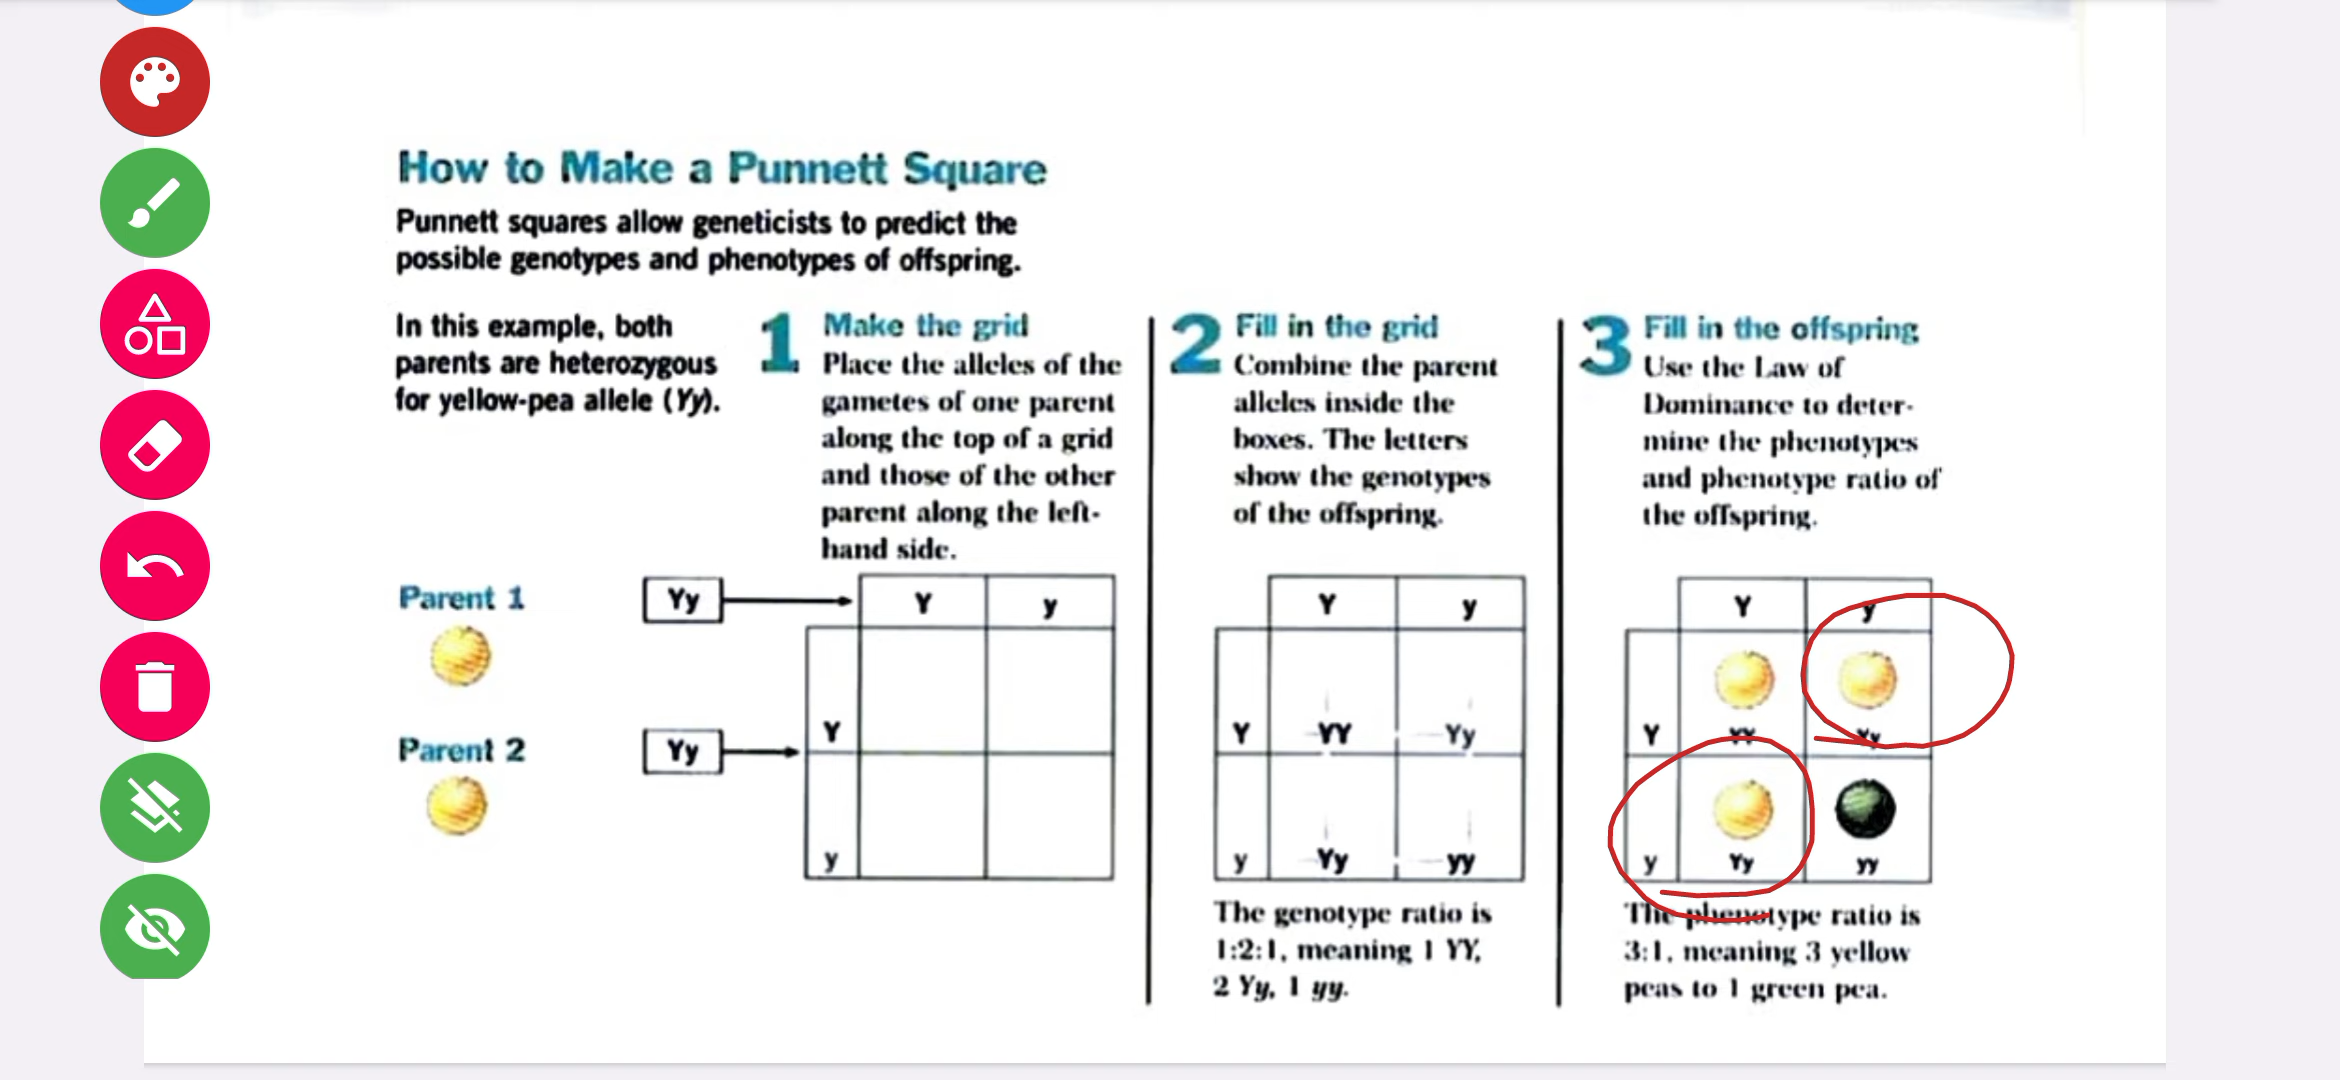 How to Make a Punnett Square
Punnett squares allow geneticists to predict the
possible genotypes and phenotypes of offspring.
In this example, both
parents are heterozygous
for yellow-pea allele (Yy).
1 Make the grid
Place the alleles of the
gametes of one parent
along the top of a grid
and those of the other
parent along the left-
hand side.
Parent 1
Yy
Y y
Parent 2
Yy
Y
y
2 Fill in the grid
Combine the parent
alleles inside the
boxes. The letters
show the genotypes
of the offspring.
Y y
Y YY Yy
y Yy yy
The genotype ratio is
1:2:1, meaning 1 YY,
2 Yy, 1 yy.
3 Fill in the offspring
Use the Law of
Dominance to deter-
mine the phenotypes
and phenotype ratio of
the offspring.
Y y
Y YY Yy
y Yy yy
The phenotype ratio is
3:1, meaning 3 yellow
peas to 1 green pea.